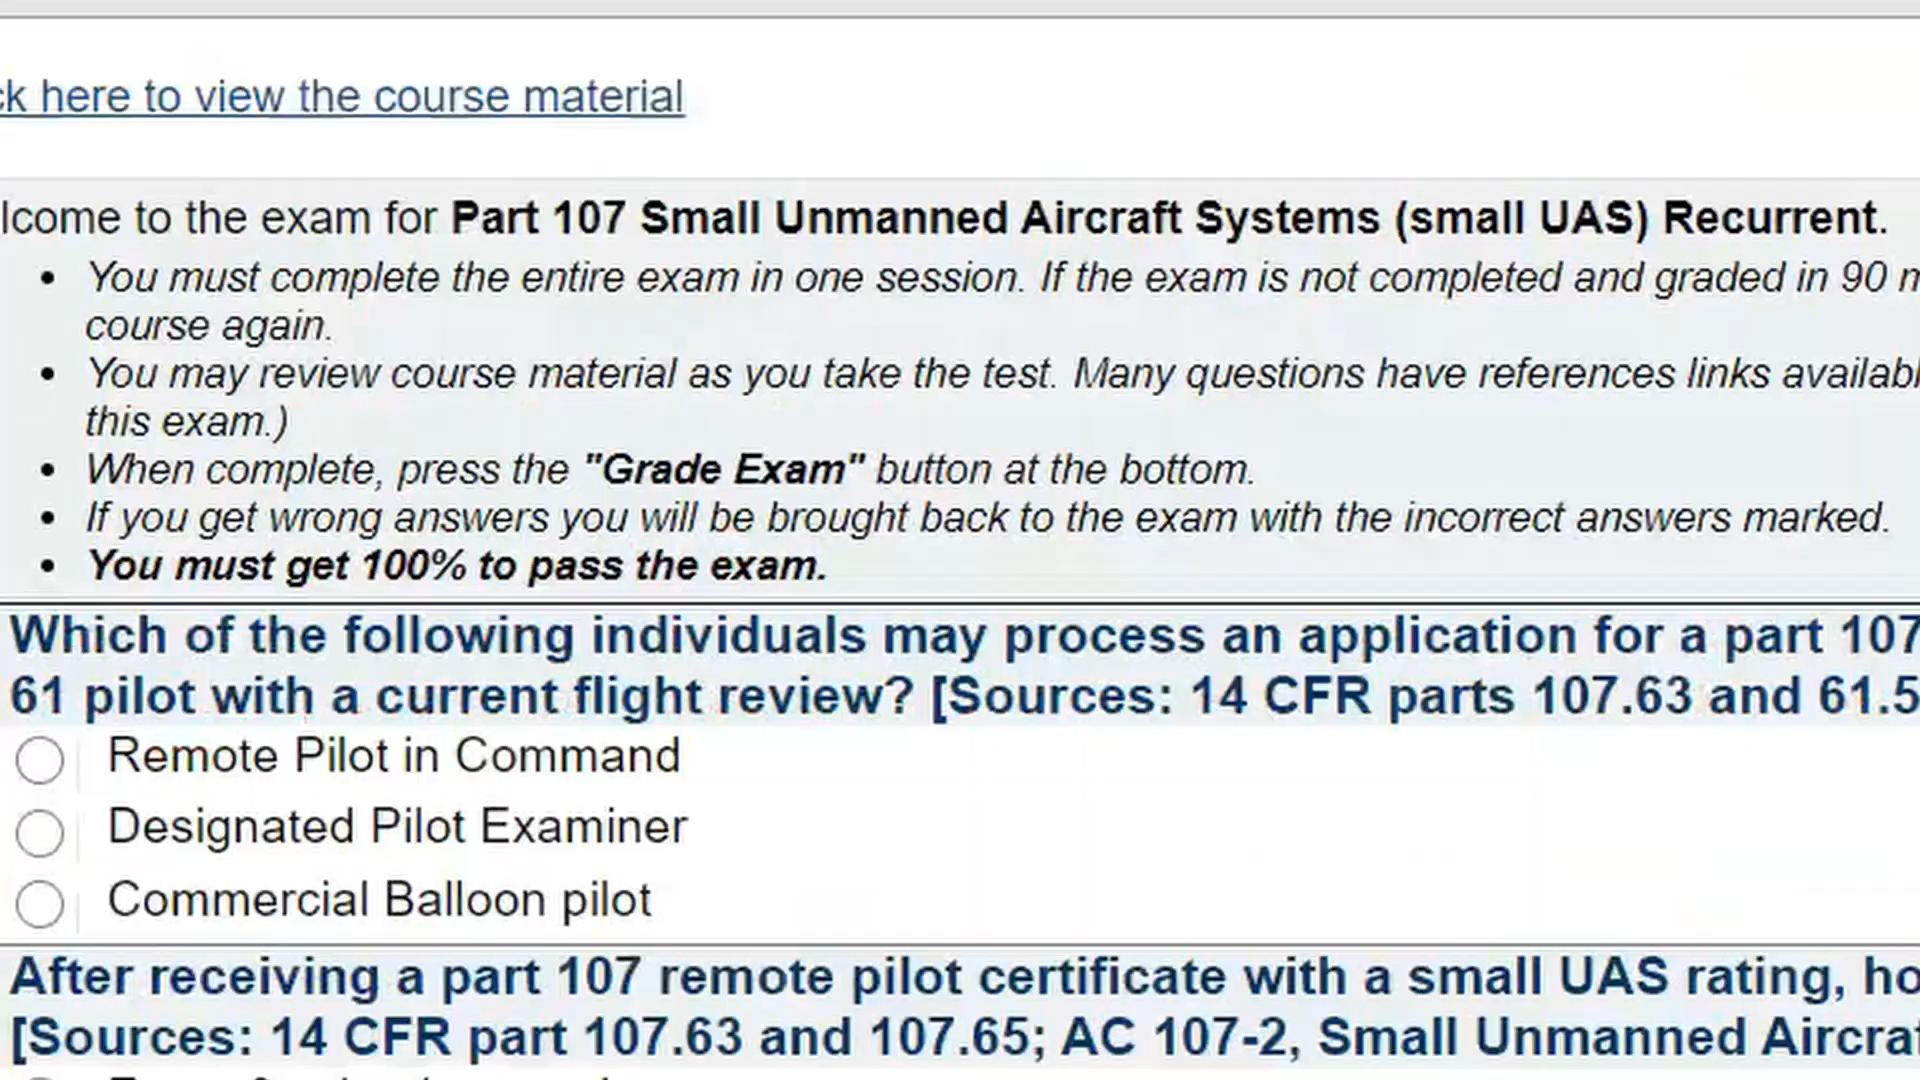 ck here to view the course material
lcome to the exam for Part 107 Small Unmanned Aircraft Systems (small UAS) Recurrent.
• You must complete the entire exam in one session. If the exam is not completed and graded in 90 m
course again.
• You may review course material as you take the test. Many questions have references links availabl
this exam.)
• When complete, press the "Grade Exam" button at the bottom.
• If you get wrong answers you will be brought back to the exam with the incorrect answers marked.
• You must get 100% to pass the exam.
Which of the following individuals may process an application for a part 107
61 pilot with a current flight review? [Sources: 14 CFR parts 107.63 and 61.5
Remote Pilot in Command
Designated Pilot Examiner
Commercial Balloon pilot
After receiving a part 107 remote pilot certificate with a small UAS rating, ho
[Sources: 14 CFR part 107.63 and 107.65; AC 107-2, Small Unmanned Aircraf